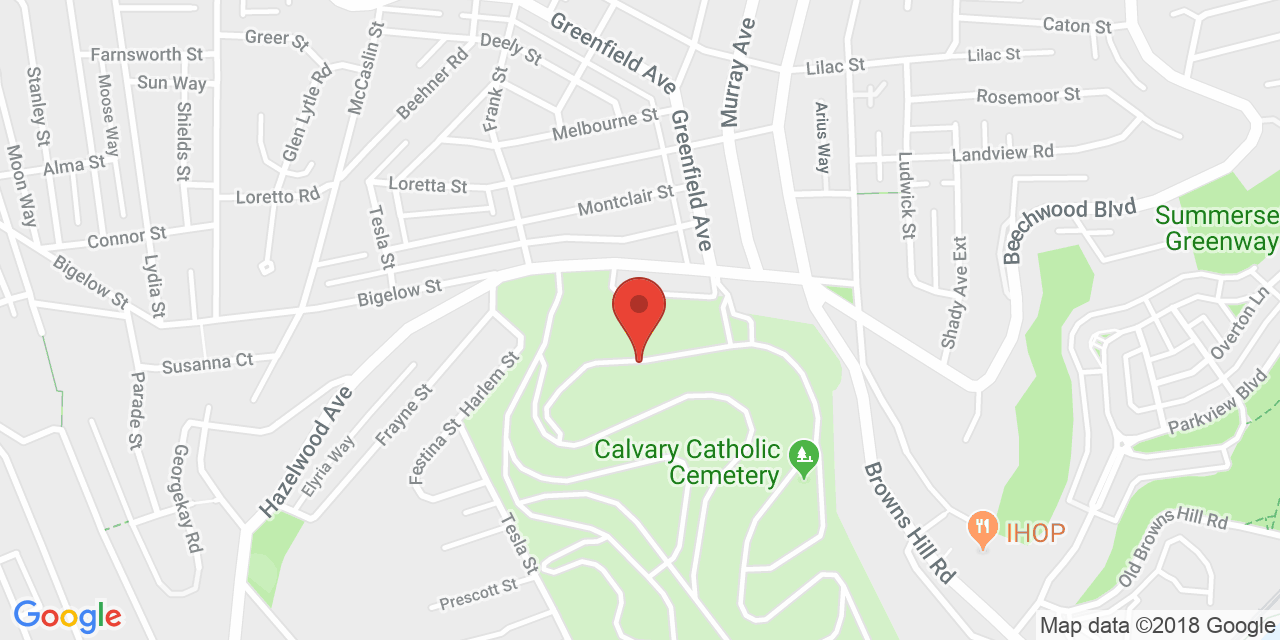 Greenfield Ave
Murray Ave
Caton St
Greer St
Deely St
Farnsworth St
Lilac St
Lilac St
McCaslin St
Sun Way
Stanley St
Moose Way
Shields St
Glen Lytle Rd
Beehner Rd
Frank St
Rosemoor St
Melbourne St
Arius Way
Greenfield Ave
Landview Rd
Alma St
Moon Way
Loretta St
Loretto Rd
Montclair St
Ludwick St
Tesla St
Connor St
Beechwood Blvd
Summerse
Greenway
Bigelow St
Lydia St
Bigelow St
Shady Ave Ext
Overton Ln
Susanna Ct
Harlem St
Parade St
Hazelwood Ave
Frayne St
Festina St
Parkview Blvd
Elyria Way
Georgekay Rd
Calvary Catholic
Cemetery
Browns Hill Rd
IHOP
Old Browns Hill Rd
Tesla St
Prescott St
Google
Map data ©2018 Google